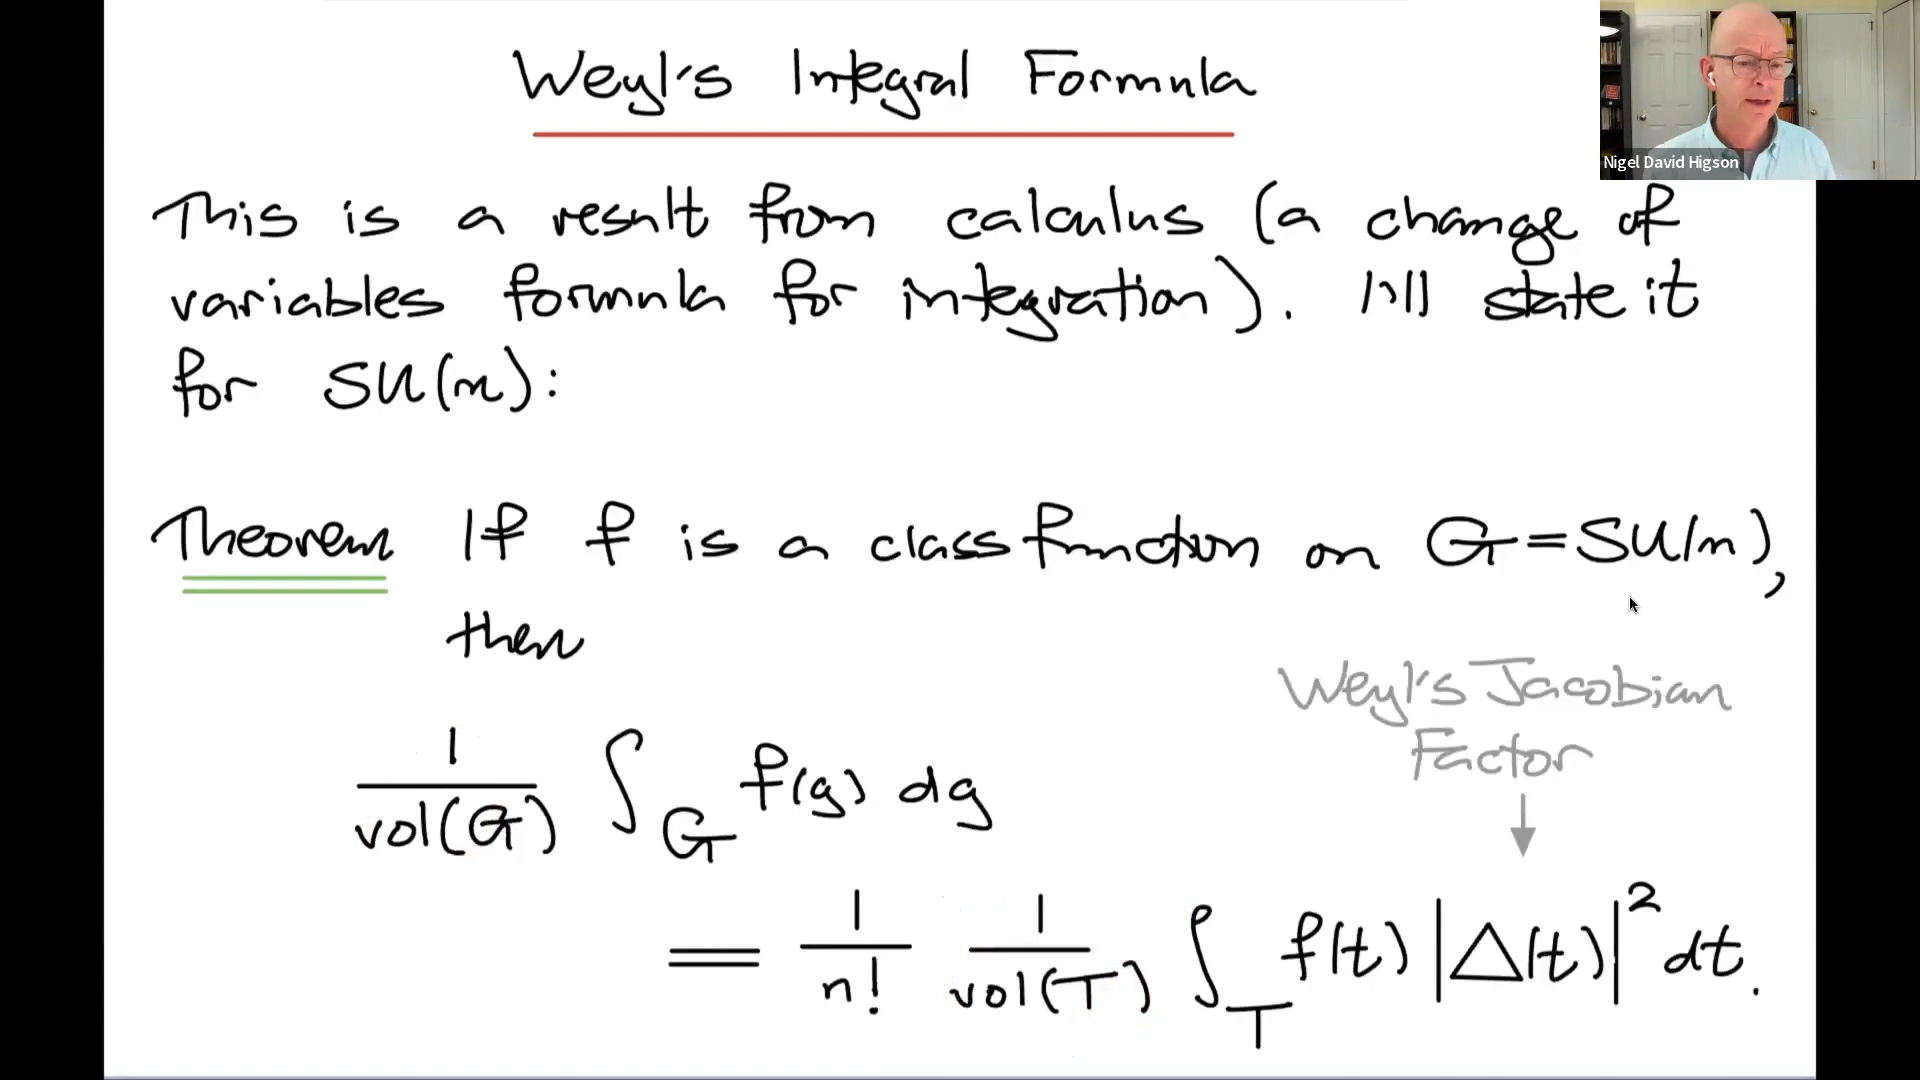 Weyl's Integral Formula
Nigel David Higson
This is a result from calculus (a change of
variables formula for integration). I'll state it
for SU(n):
Theorem If f is a class function on G=SU(n),
then
Weyl's Jacobian
Factor
1/vol(G) ∫_G f(g) dg
= 1/n! 1/vol(T) ∫_T f(t) |Δ(t)|² dt.